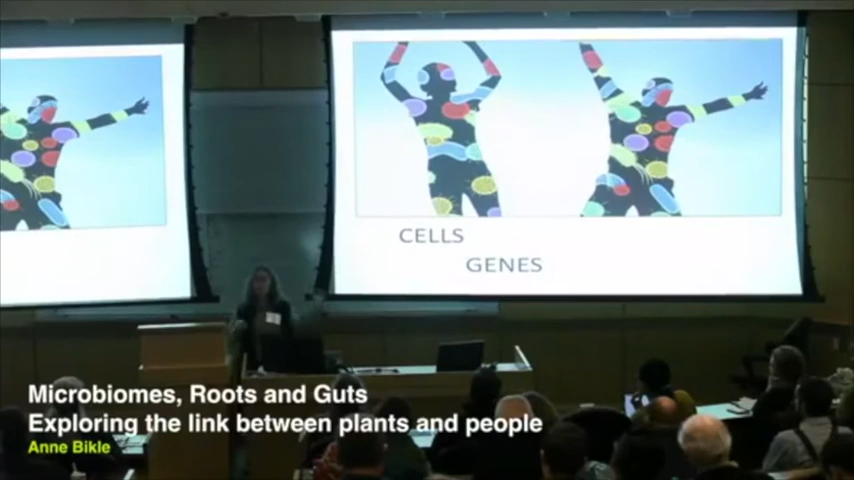 CELLS
GENES
Microbiomes, Roots and Guts
Exploring the link between plants and people
Anne Bikle